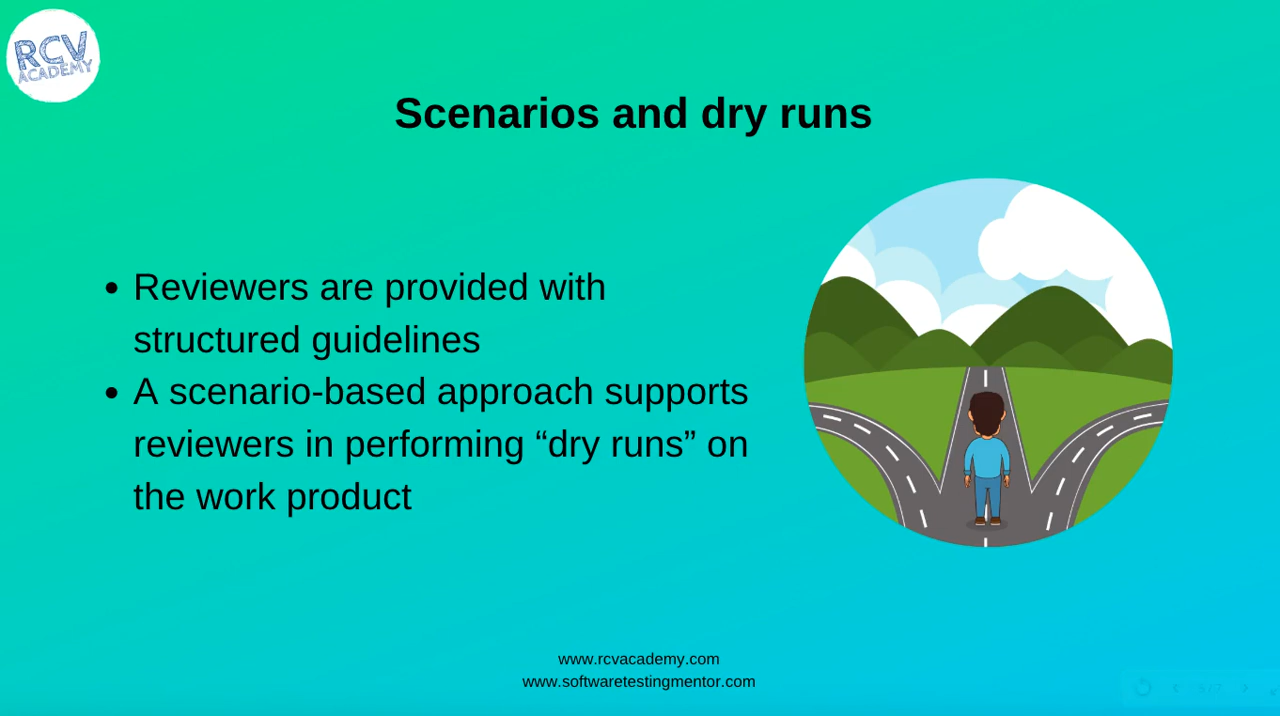 RCV
ACADEMY
Scenarios and dry runs
• Reviewers are provided with
structured guidelines
• A scenario-based approach supports
reviewers in performing “dry runs” on
the work product
www.rcvacademy.com
www.softwaretestingmentor.com